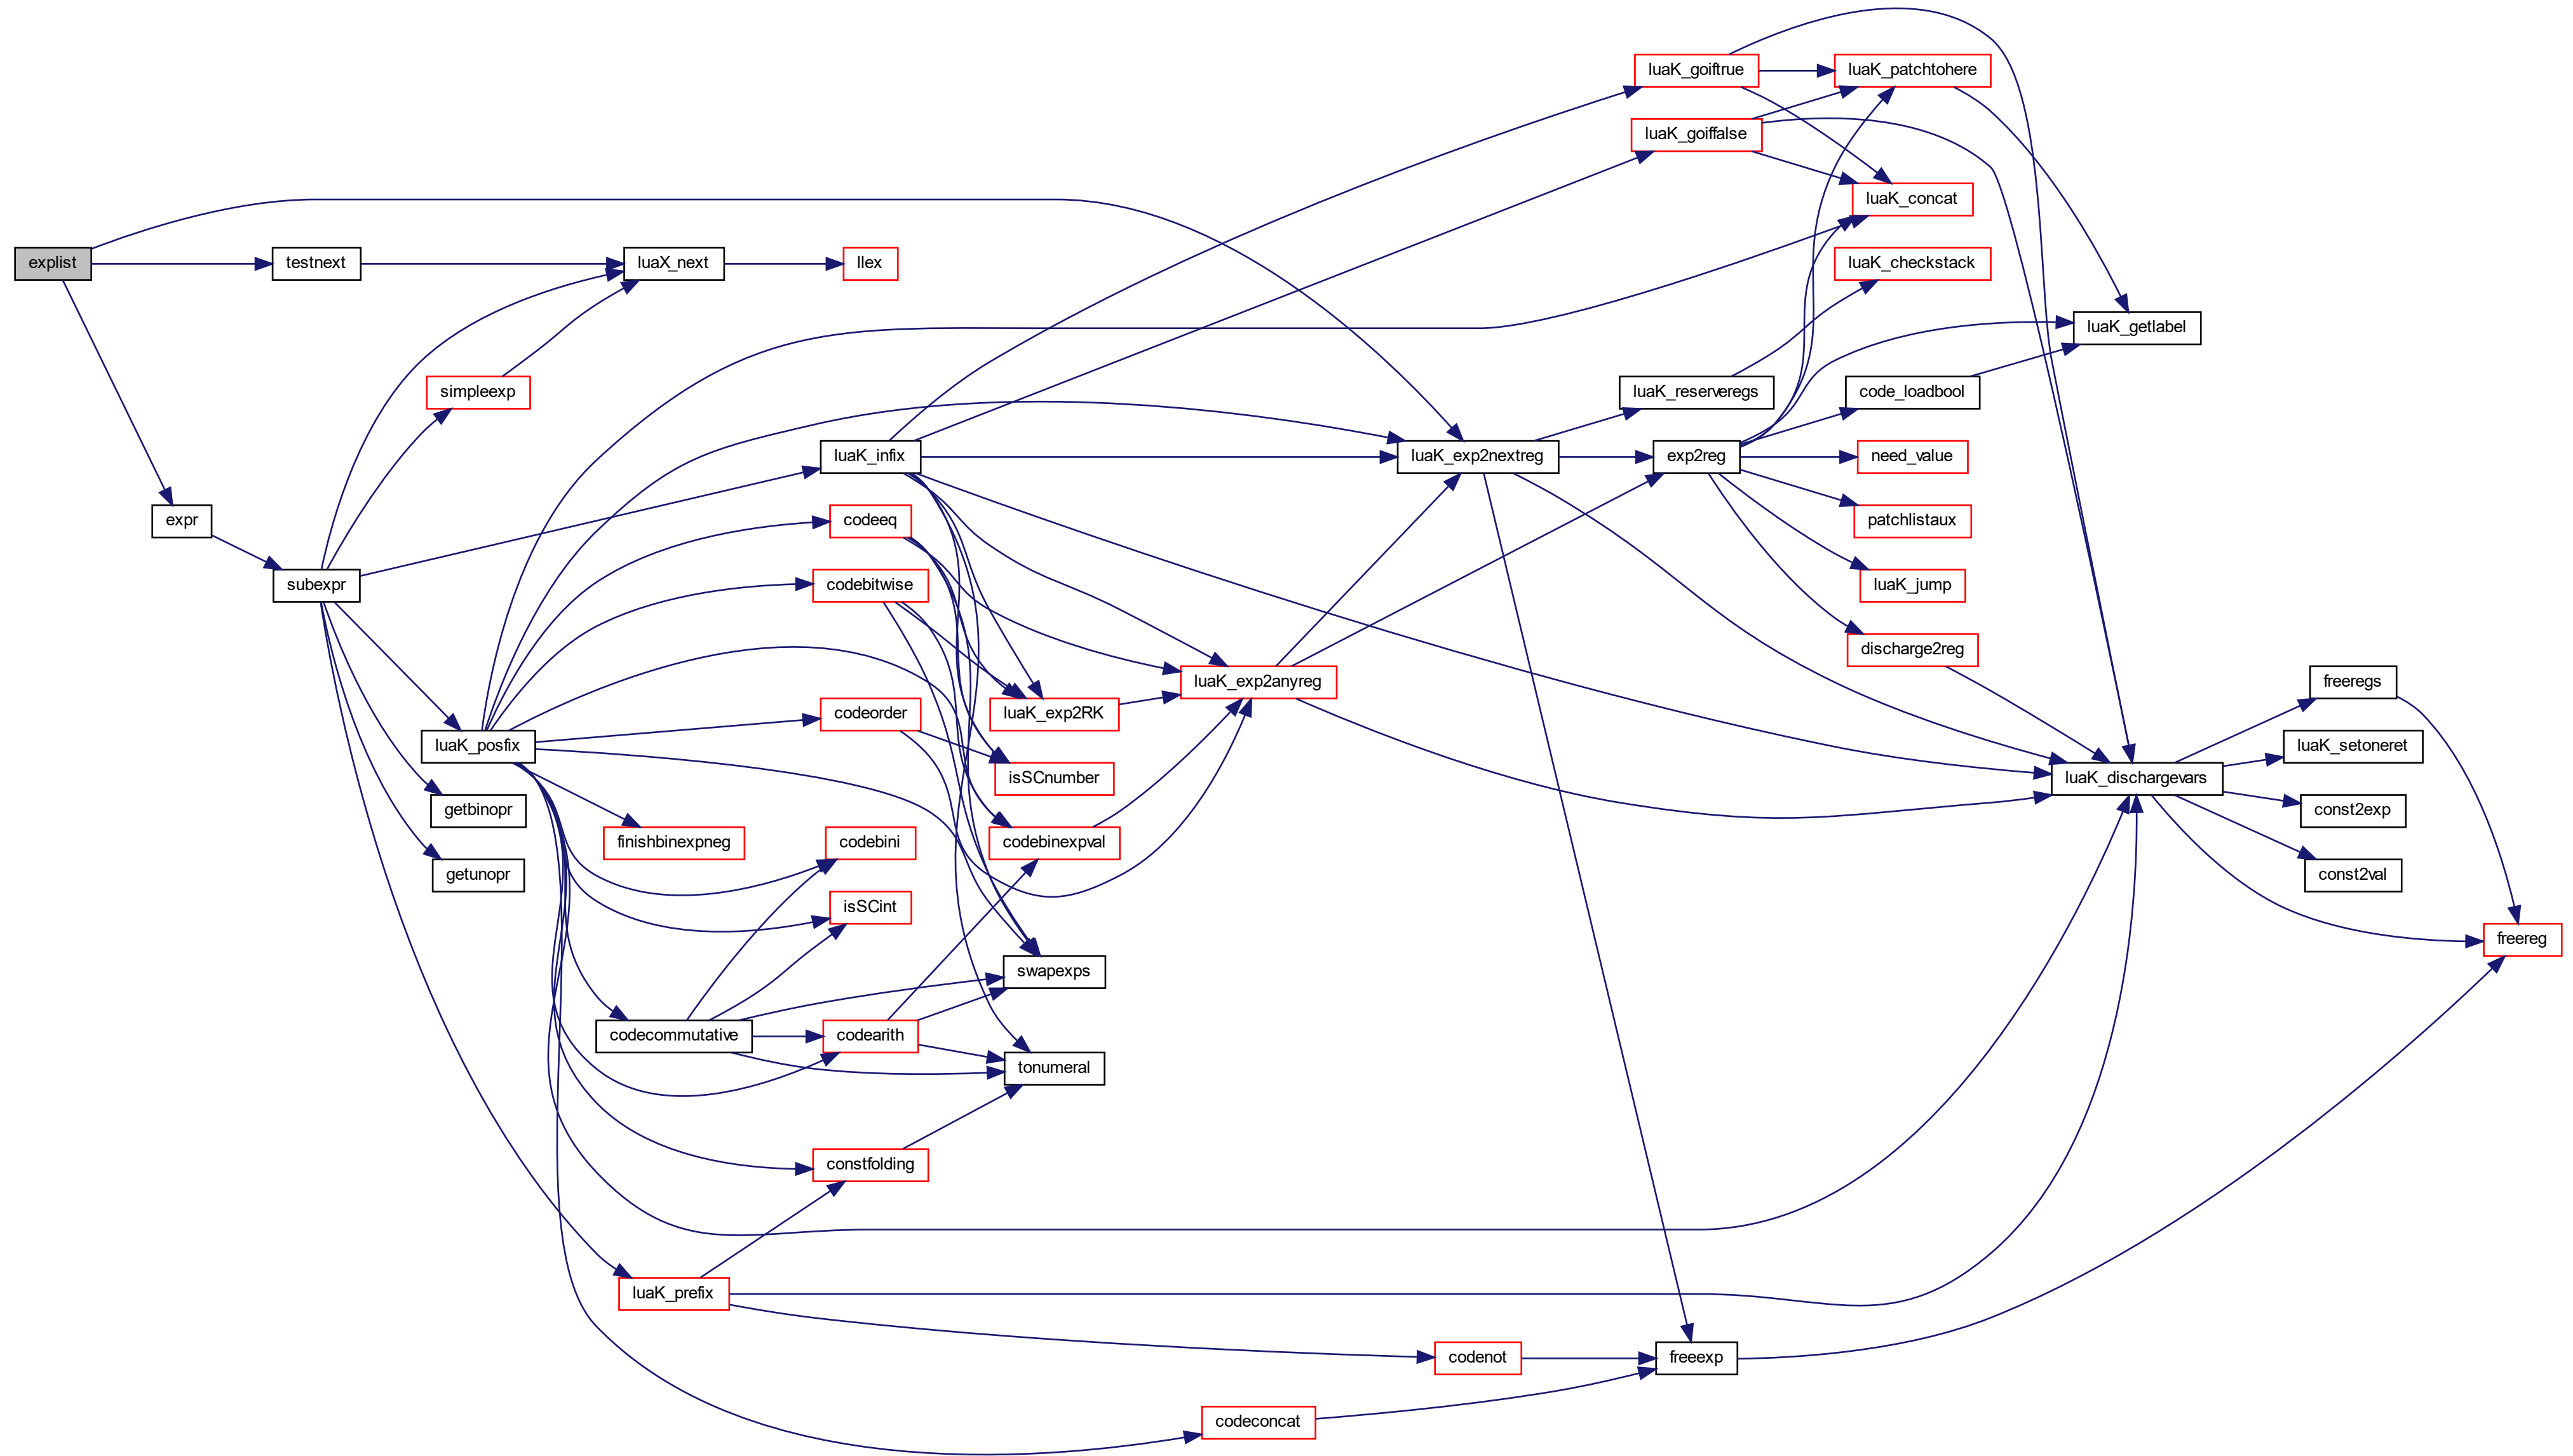 luaK_goiftrue
luaK_patchtohere
luaK_goiffalse
luaK_concat
explist
testnext
luaX_next
llex
luaK_checkstack
luaK_getlabel
simpleexp
luaK_reserveregs
code_loadbool
luaK_infix
luaK_exp2nextreg
exp2reg
need_value
expr
codeeq
patchlistaux
subexpr
codebitwise
luaK_jump
discharge2reg
luaK_exp2anyreg
freeregs
luaK_exp2RK
codeorder
luaK_posfix
luaK_setoneret
isSCnumber
luaK_dischargevars
getbinopr
const2exp
finishbinexpneg
codebini
codebinexpval
getunopr
const2val
isSCint
freereg
swapexps
codecommutative
codearith
tonumeral
constfolding
luaK_prefix
codenot
freeexp
codeconcat